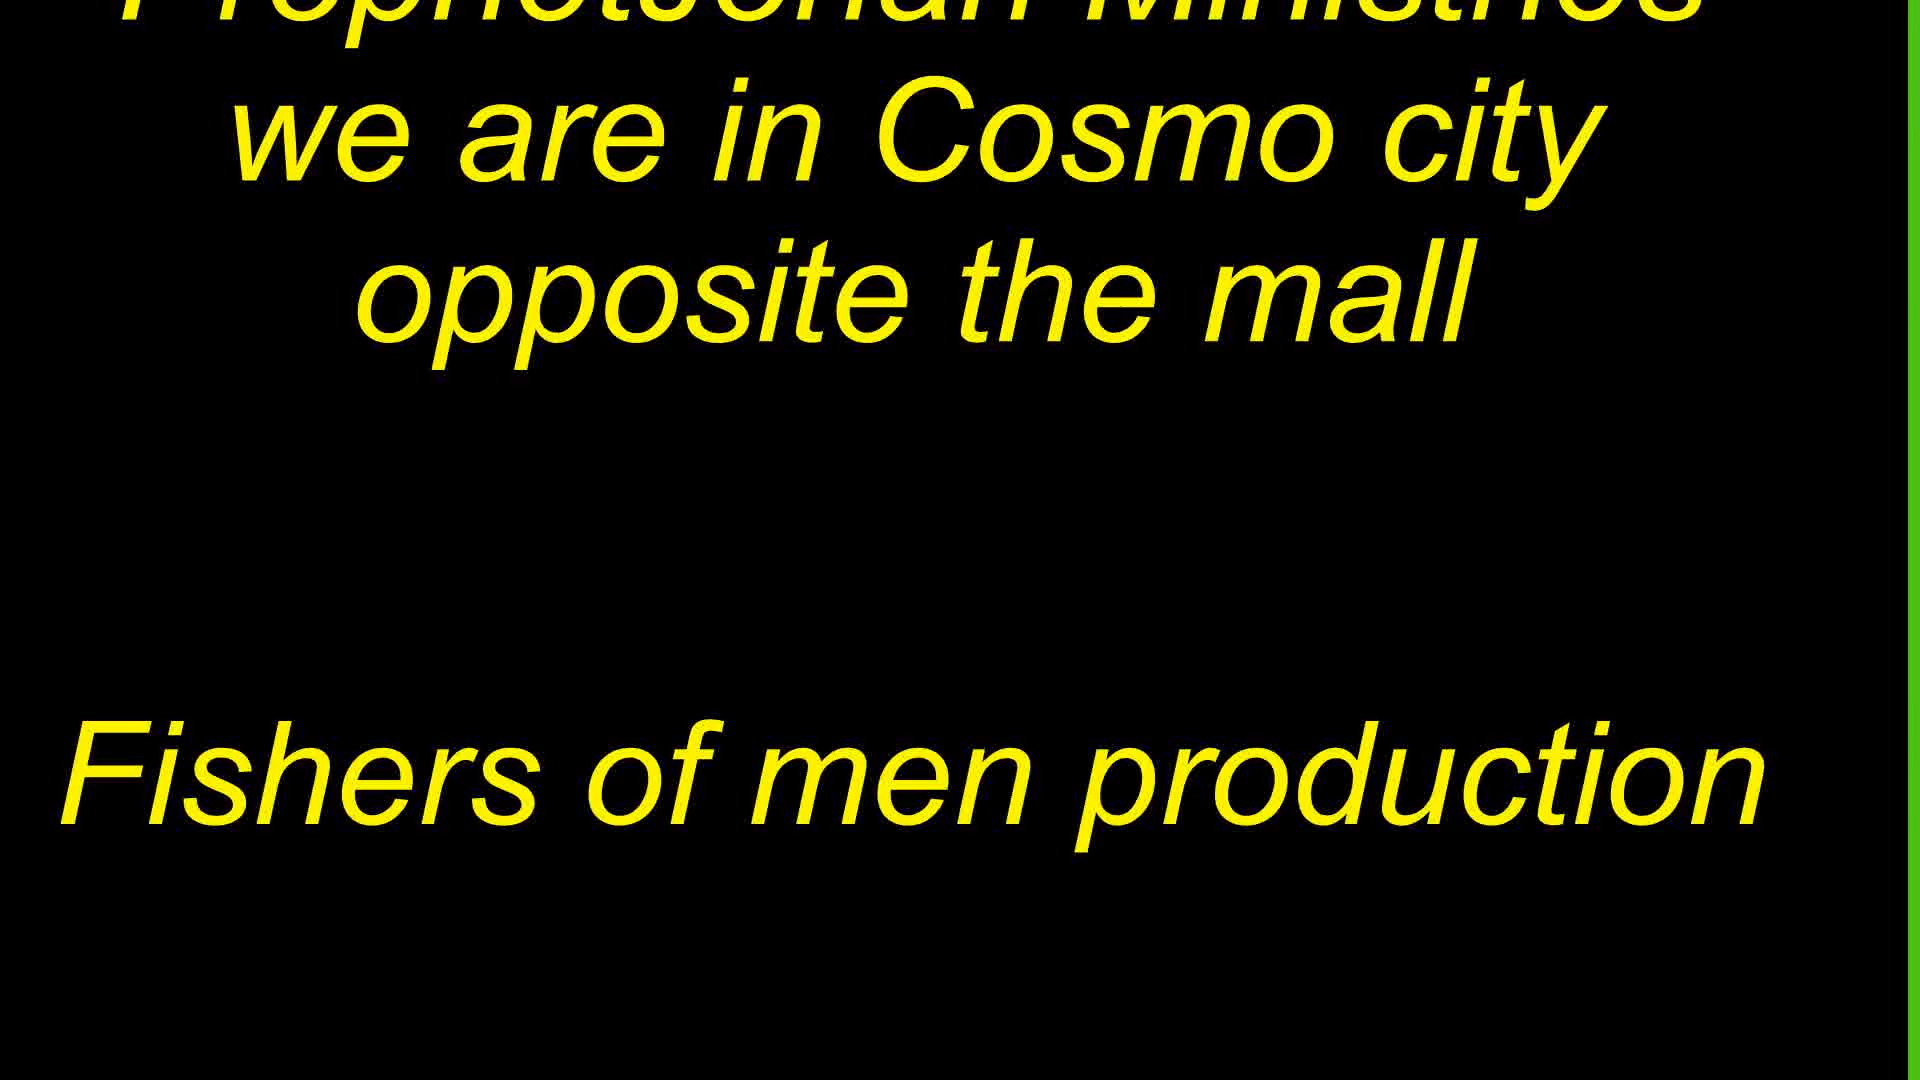 we are in Cosmo city
opposite the mall
Fishers of men production